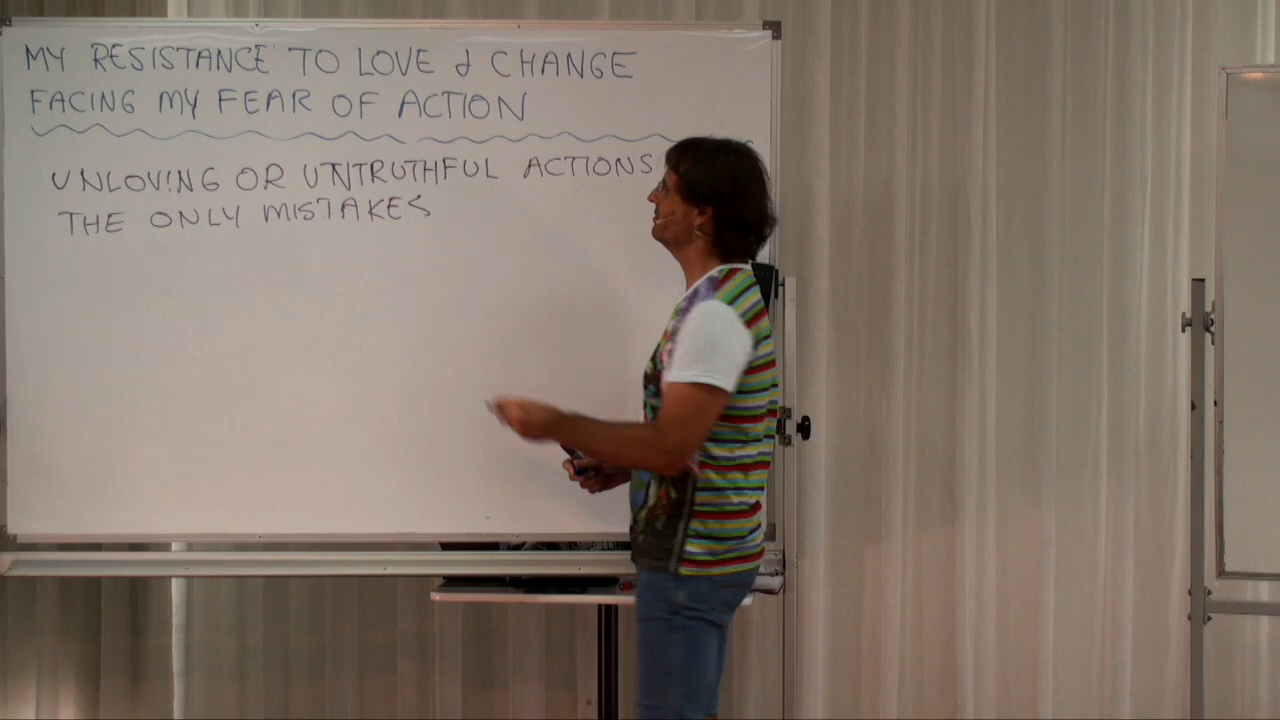 MY RESISTANCE TO LOVE & CHANGE
FACING MY FEAR OF ACTION
UNLOVING OR UNTRUTHFUL ACTIONS
THE ONLY MISTAKES